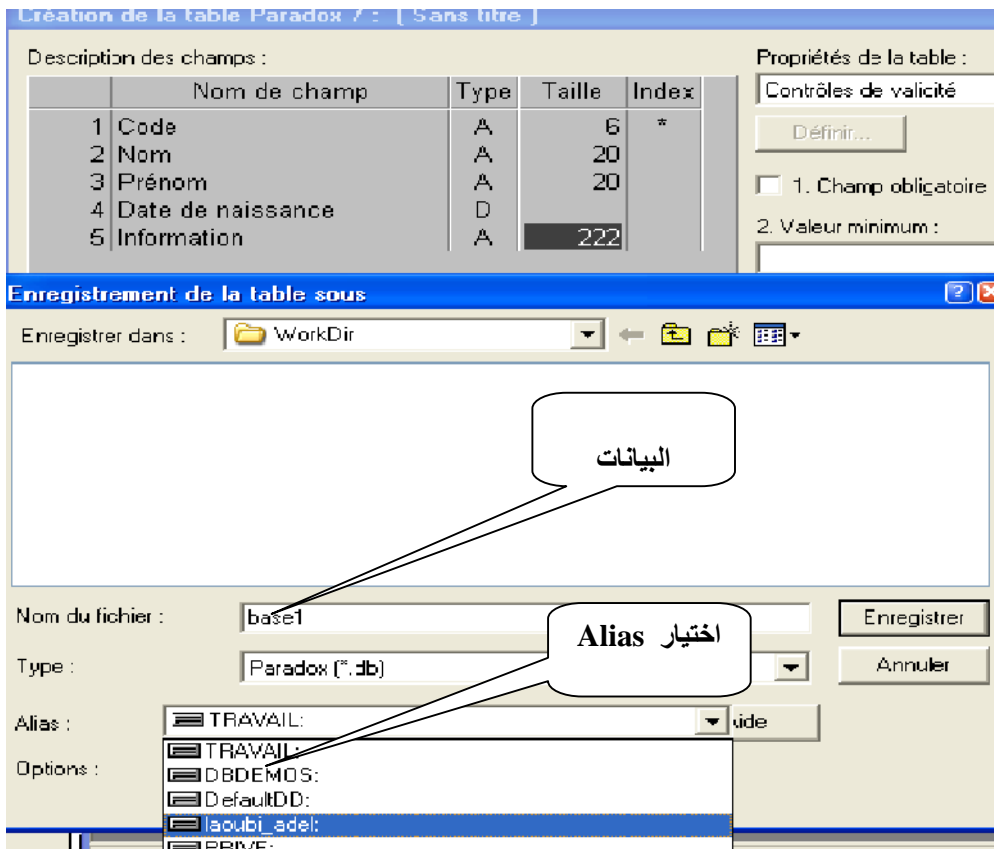 Création de la table Paradox 7 : [ Sans titre ]
Description des champs :
Propriétés de la table :
Nom de champ Type Taille Index
Contrôles de valicité
1 Code A 6 *
Définir...
2 Nom A 20
3 Prénom A 20
1. Champ obligatoire
4 Date de naissance D
2. Valeur minimum :
5 Information A 222
Enregistrement de la table sous
Enregistrer dans : WorkDir
البيانات
Nom du fichier : base1
Enregistrer
اختيار Alias
Type : Paradox (*.db)
Annuler
Alias : TRAVAIL:
uide
TRAVAIL:
Options :
DBDEMOS:
DefaultDD:
laoubi_adel:
PRIVE: